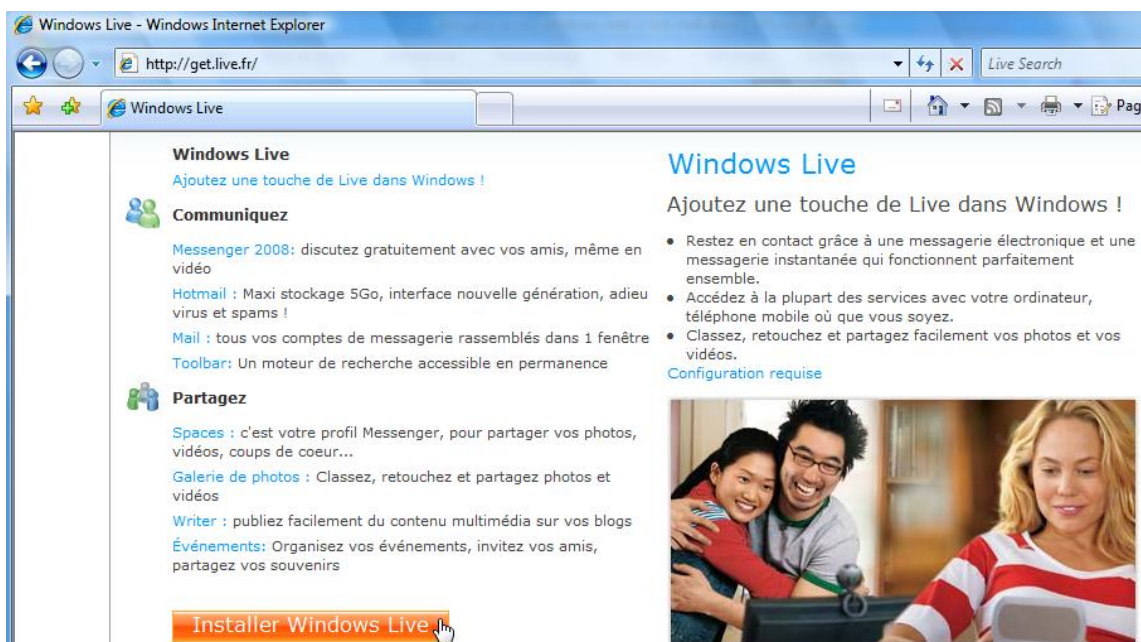 Windows Live - Windows Internet Explorer
http://get.live.fr/
Live Search
Windows Live
Pag
Windows Live
Ajoutez une touche de Live dans Windows !
Communiquez
Messenger 2008: discutez gratuitement avec vos amis, même en
vidéo
Hotmail : Maxi stockage 5Go, interface nouvelle génération, adieu
virus et spams !
Mail : tous vos comptes de messagerie rassemblés dans 1 fenêtre
Toolbar: Un moteur de recherche accessible en permanence
Partagez
Spaces : c'est votre profil Messenger, pour partager vos photos,
vidéos, coups de coeur...
Galerie de photos : Classez, retouchez et partagez photos et
vidéos
Writer : publiez facilement du contenu multimédia sur vos blogs
Événements: Organisez vos événements, invitez vos amis,
partagez vos souvenirs
Installer Windows Live
Windows Live
Ajoutez une touche de Live dans Windows !
• Restez en contact grâce à une messagerie électronique et une
messagerie instantanée qui fonctionnent parfaitement
ensemble.
• Accédez à la plupart des services avec votre ordinateur,
téléphone mobile où que vous soyez.
• Classez, retouchez et partagez facilement vos photos et vos
vidéos.
Configuration requise